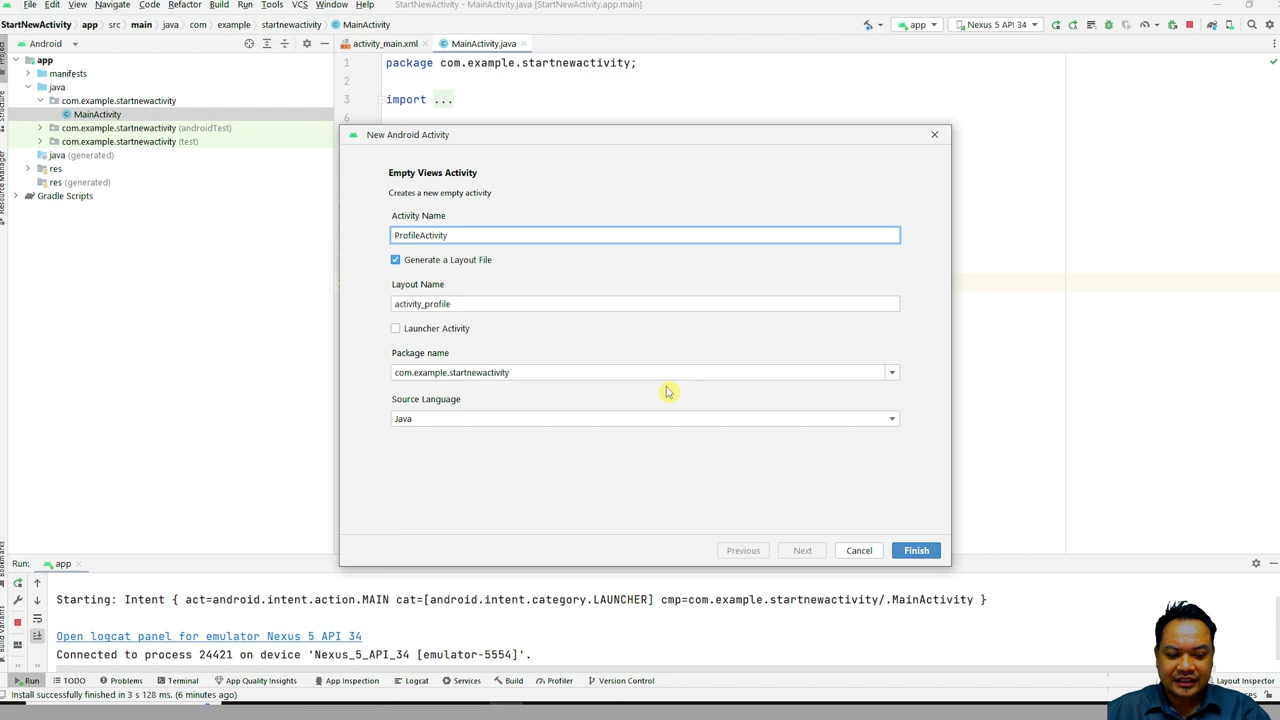 File Edit View Navigate Code Refactor Build Run Tools VCS Window Help StartNewActivity - MainActivity.java [StartNewActivity.app.main]
StartNewActivity app src main java com example startnewactivity MainActivity
app Nexus 5 API 34
Android
activity_main.xml MainActivity.java
app
manifests
java
com.example.startnewactivity
MainActivity
com.example.startnewactivity (androidTest)
com.example.startnewactivity (test)
java (generated)
res
res (generated)
Gradle Scripts
Project
Structure
Resource Manager
1 package com.example.startnewactivity;
2
3 import ...
6
New Android Activity
Empty Views Activity
Creates a new empty activity
Activity Name
ProfileActivity
Generate a Layout File
Layout Name
activity_profile
Launcher Activity
Package name
com.example.startnewactivity
Source Language
Java
Previous Next Cancel Finish
Run: app
Starting: Intent { act=android.intent.action.MAIN cat=[android.intent.category.LAUNCHER] cmp=com.example.startnewactivity/.MainActivity }
Open logcat panel for emulator Nexus 5 API 34
Connected to process 24421 on device 'Nexus_5_API_34 [emulator-5554]'.
Run TODO Problems Terminal App Quality Insights App Inspection Logcat Services Build Profiler Version Control Layout Inspector
Install successfully finished in 3 s 128 ms. (6 minutes ago)